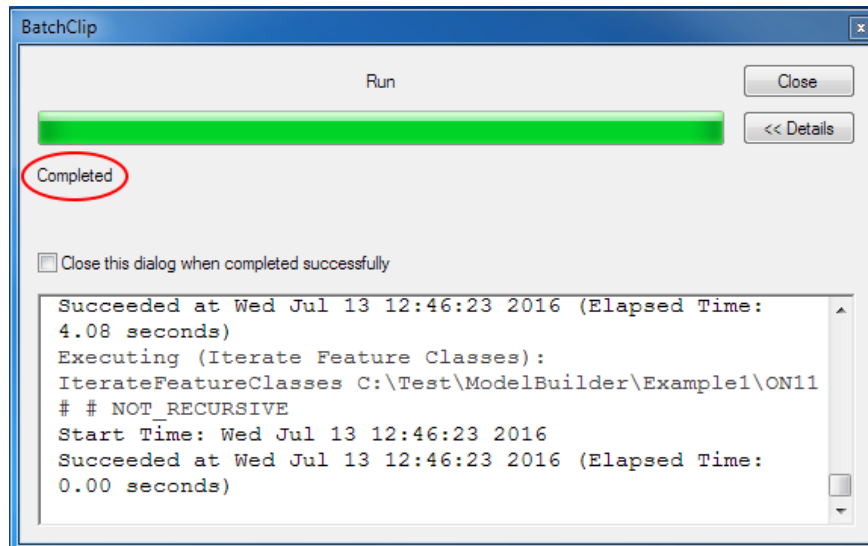 BatchClip
x
Run
Close
<< Details
Completed
Close this dialog when completed successfully
Succeeded at Wed Jul 13 12:46:23 2016 (Elapsed Time:
4.08 seconds)
Executing (Iterate Feature Classes):
IterateFeatureClasses C:\Test\ModelBuilder\Example1\ON11
# # NOT_RECURSIVE
Start Time: Wed Jul 13 12:46:23 2016
Succeeded at Wed Jul 13 12:46:23 2016 (Elapsed Time:
0.00 seconds)